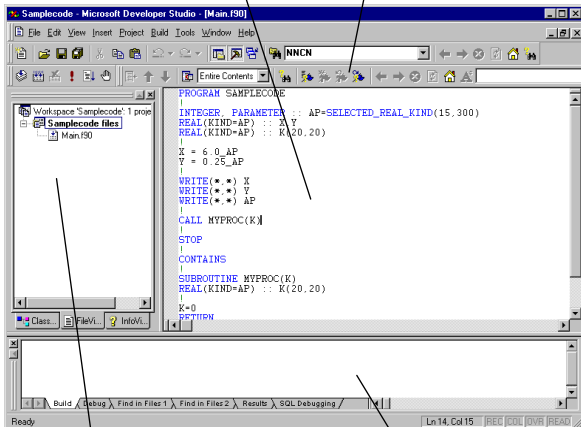 Samplecode - Microsoft Developer Studio - [Main.f90]
File Edit View Insert Project Build Tools Window Help
NNCN
Entire Contents
Workspace 'Samplecode': 1 proje
Samplecode files
Main.f90
Class... FileVi... InfoVi...
PROGRAM SAMPLECODE
!
INTEGER, PARAMETER :: AP=SELECTED_REAL_KIND(15,300)
REAL(KIND=AP) :: X,Y
REAL(KIND=AP) :: K(20,20)
!
X = 6.0_AP
Y = 0.25_AP
!
WRITE(*,*) X
WRITE(*,*) Y
WRITE(*,*) AP
!
CALL MYPROC(K)
!
STOP
!
CONTAINS
!
SUBROUTINE MYPROC(K)
REAL(KIND=AP) :: K(20,20)
!
K=0
RETURN
Build Debug Find in Files 1 Find in Files 2 Results SQL Debugging
Ready Ln 14, Col 15 REC COL OVR READ